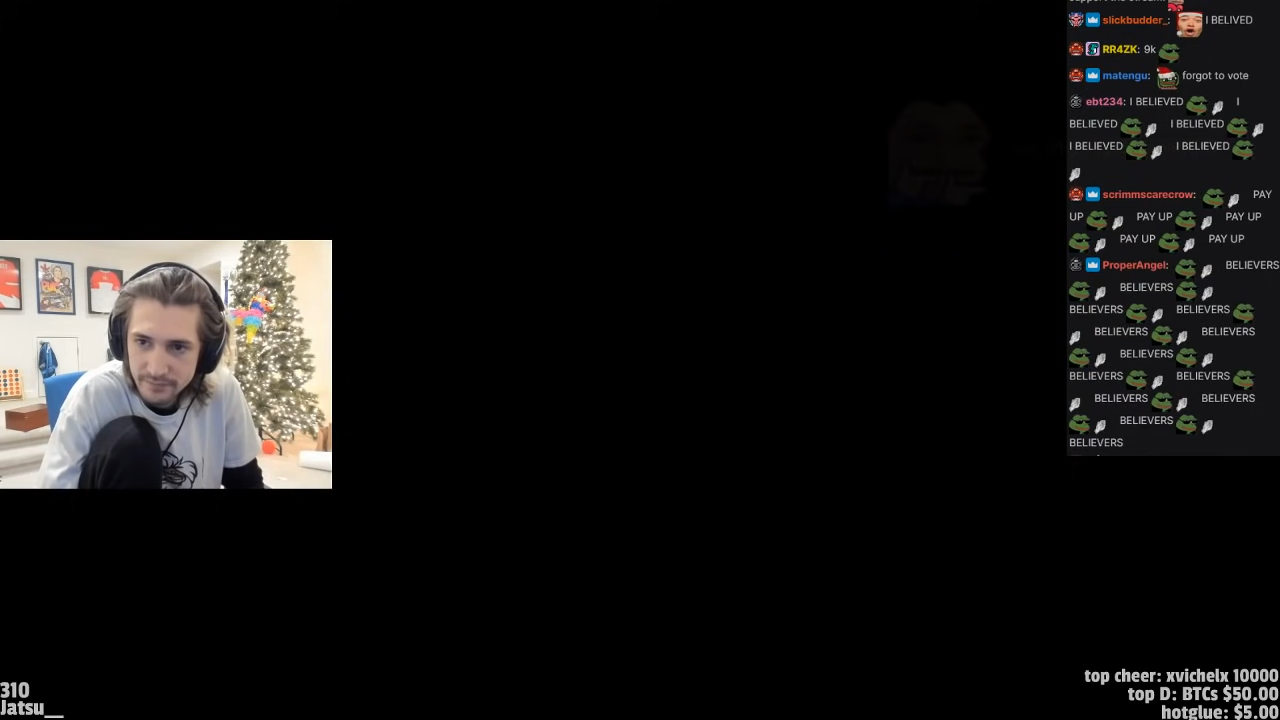 slickbudder_: I BELIVED
RR4ZK: 9k
matengu: forgot to vote
ebt234: I BELIEVED I
BELIEVED I BELIEVED
I BELIEVED I BELIEVED
scrimmscarecrow: PAY
UP PAY UP PAY UP
PAY UP PAY UP
ProperAngel: BELIEVERS
BELIEVERS
BELIEVERS BELIEVERS
BELIEVERS BELIEVERS
BELIEVERS
BELIEVERS BELIEVERS
BELIEVERS BELIEVERS
BELIEVERS
BELIEVERS
310
Jatsu__
top cheer: xvichelx 10000
top D: BTCs $50.00
hotglue: $5.00